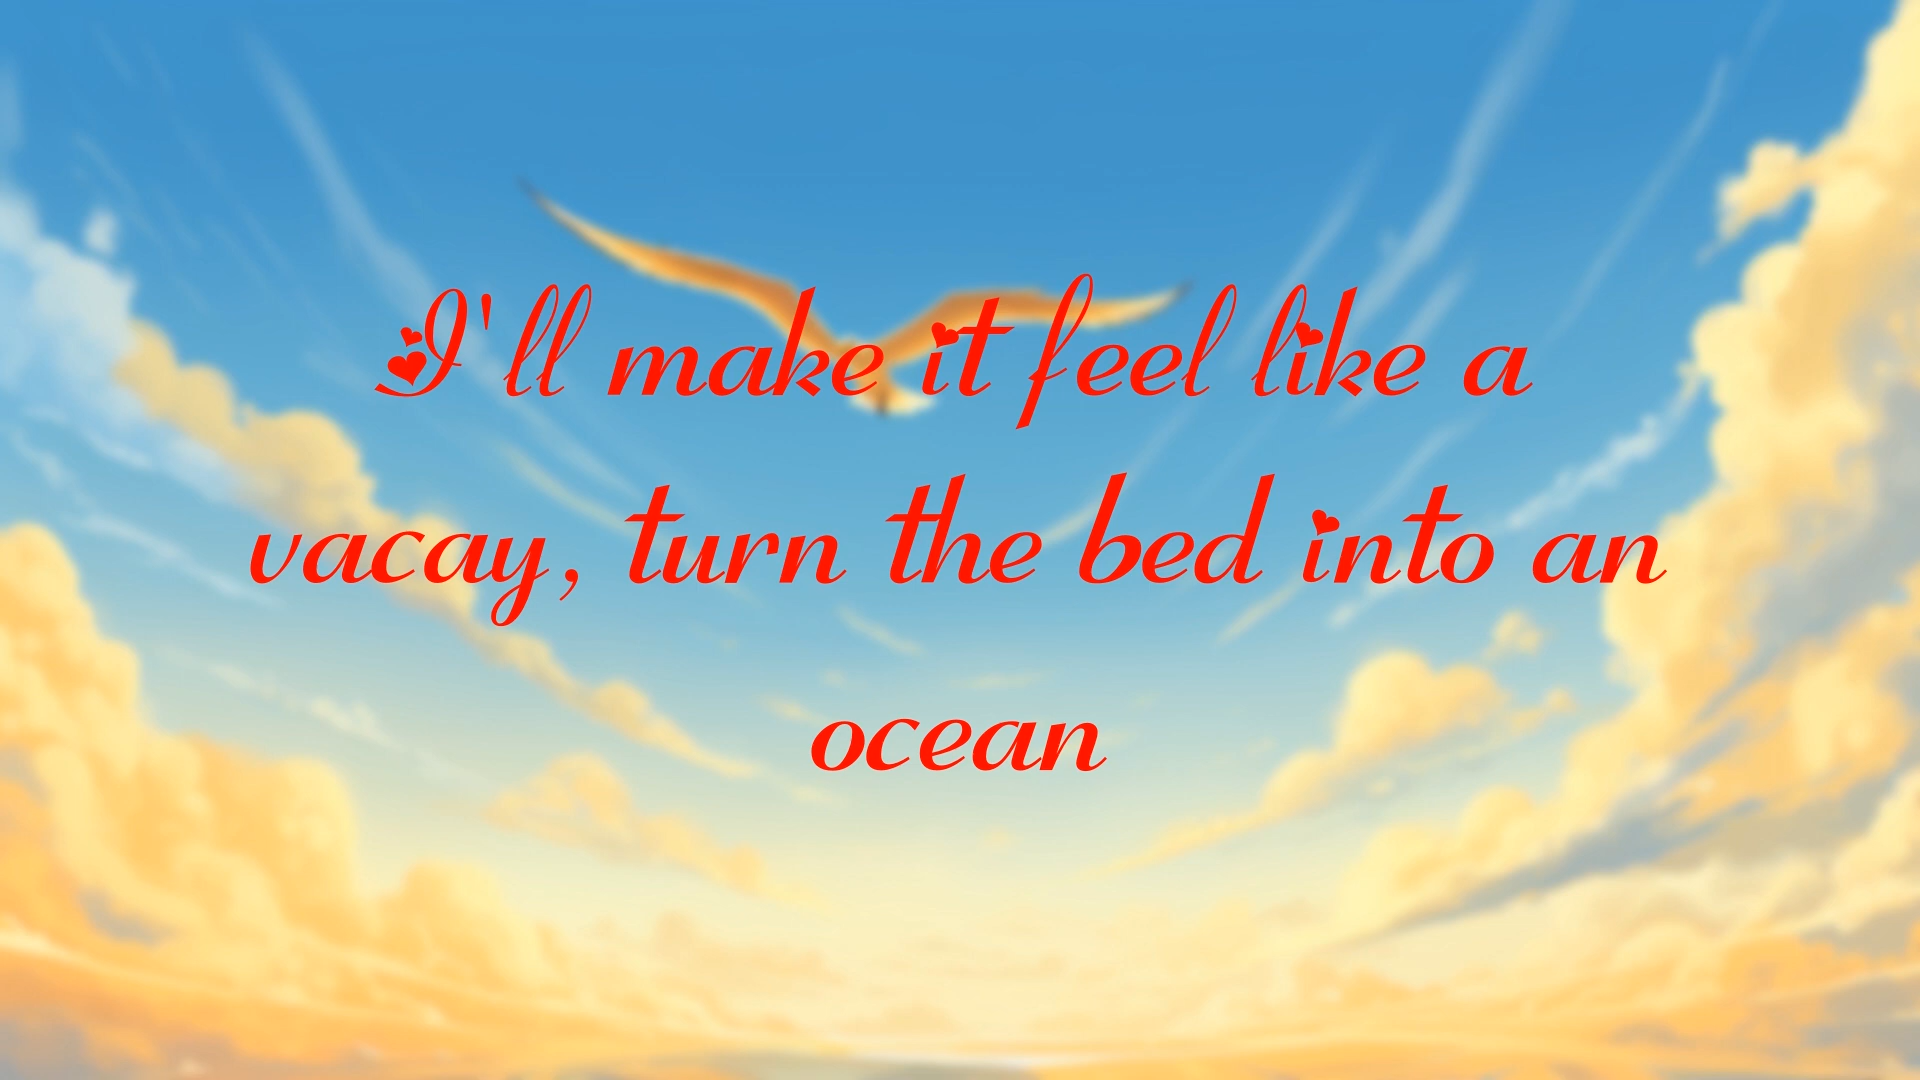 I'll make it feel like a
vacay, turn the bed into an
ocean